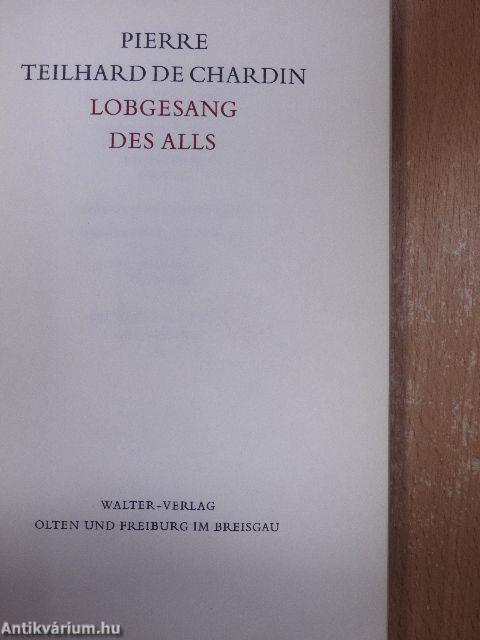 PIERRE
TEILHARD DE CHARDIN
LOBGESANG
DES ALLS
WALTER-VERLAG
OLTEN UND FREIBURG IM BREISGAU
Antikvárium.hu